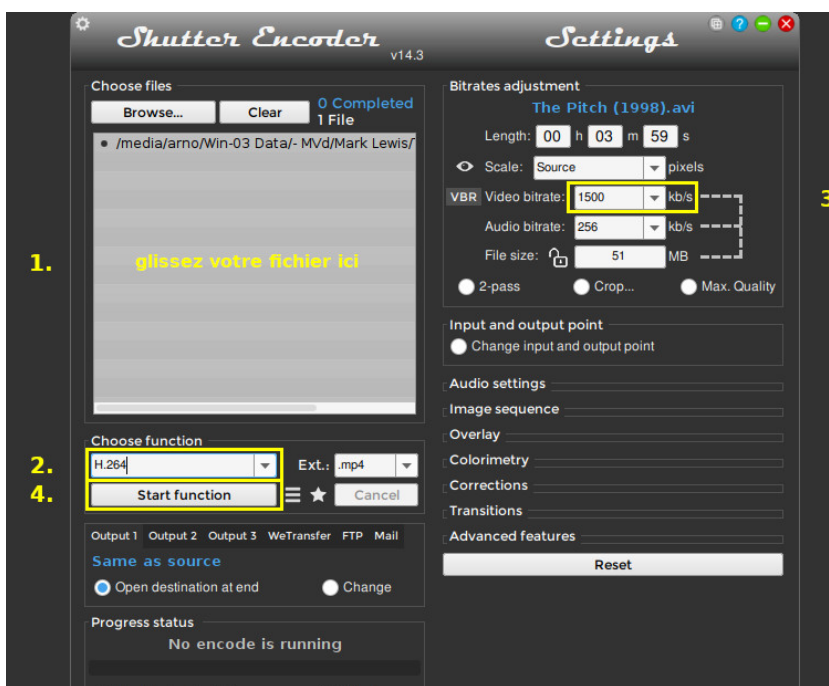 Shutter Encoder
v14.3
Settings
Choose files
Browse...
Clear
0 Completed
1 File
/media/arno/Win-03 Data/- MVd/Mark Lewis/
1.
glissez votre fichier ici
Choose function
2.
H.264
Ext.:
.mp4
4.
Start function
Cancel
Output 1 Output 2 Output 3 WeTransfer FTP Mail
Same as source
Open destination at end
Change
Progress status
No encode is running
Bitrates adjustment
The Pitch (1998).avi
Length: 00 h 03 m 59 s
Scale: Source pixels
VBR Video bitrate: 1500 kb/s
3
Audio bitrate: 256 kb/s
File size: 51 MB
2-pass Crop... Max. Quality
Input and output point
Change input and output point
Audio settings
Image sequence
Overlay
Colorimetry
Corrections
Transitions
Advanced features
Reset